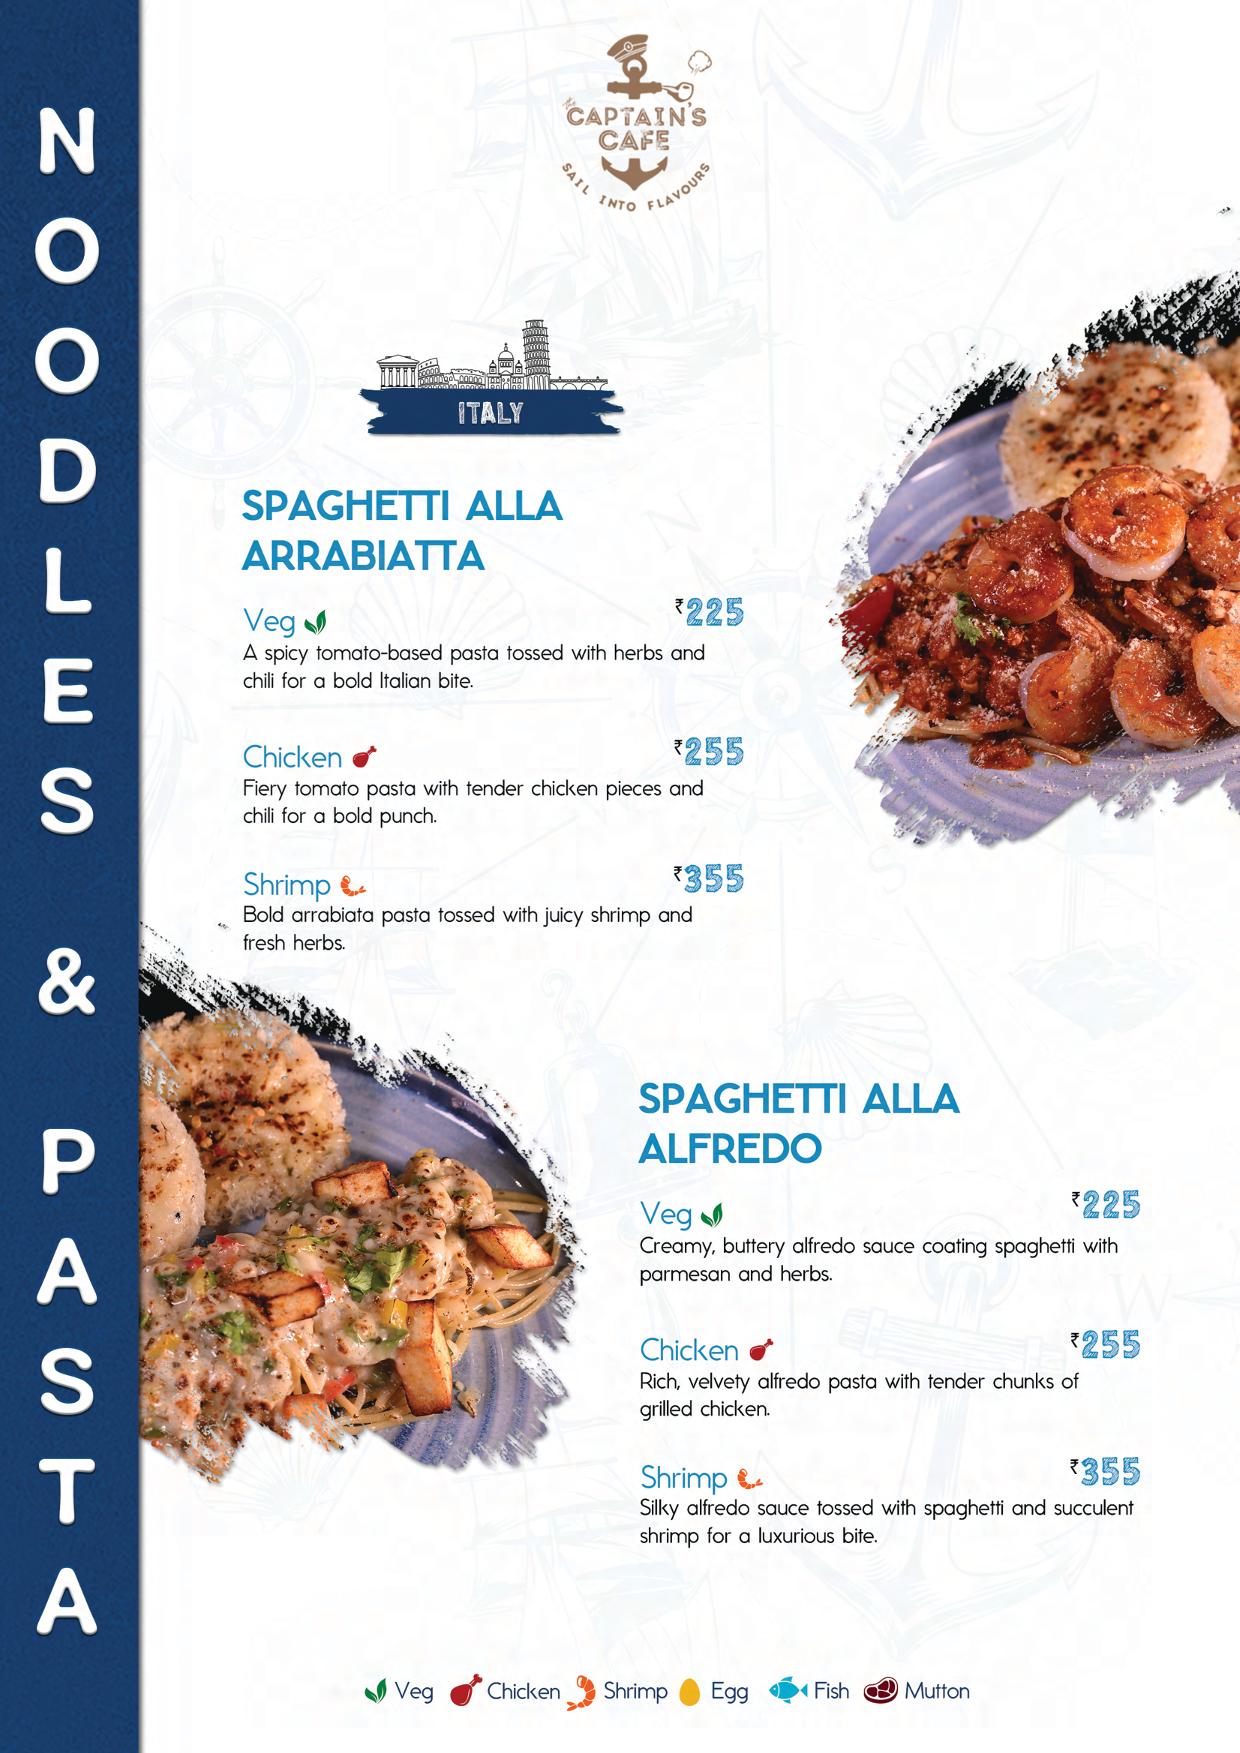 NOODLES & PASTA
the
CAPTAIN'S
CAFE
SAIL INTO FLAVOURS
ITALY
SPAGHETTI ALLA
ARRABIATTA
Veg ₹225
A spicy tomato-based pasta tossed with herbs and
chili for a bold Italian bite.
Chicken ₹255
Fiery tomato pasta with tender chicken pieces and
chili for a bold punch.
Shrimp ₹355
Bold arrabiata pasta tossed with juicy shrimp and
fresh herbs.
SPAGHETTI ALLA
ALFREDO
Veg ₹225
Creamy, buttery alfredo sauce coating spaghetti with
parmesan and herbs.
Chicken ₹255
Rich, velvety alfredo pasta with tender chunks of
grilled chicken.
Shrimp ₹355
Silky alfredo sauce tossed with spaghetti and succulent
shrimp for a luxurious bite.
S
W
Veg Chicken Shrimp Egg Fish Mutton